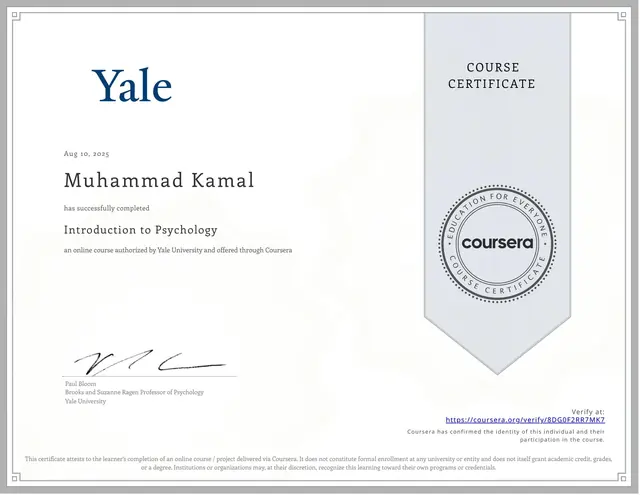 Yale
COURSE
CERTIFICATE
Aug 10, 2025
Muhammad Kamal
has successfully completed
Introduction to Psychology
an online course authorized by Yale University and offered through Coursera
EDUCATION FOR EVERYONE
coursera
COURSE CERTIFICATE
Paul Bloom
Brooks and Suzanne Ragen Professor of Psychology
Yale University
Verify at:
https://coursera.org/verify/8DG0F2RR7MK7
Coursera has confirmed the identity of this individual and their
participation in the course.
This certificate attests to the learner's completion of an online course / project delivered via Coursera. It does not constitute formal enrollment at any university or entity and does not itself grant academic credit, grades,
or a degree. Institutions or organizations may, at their discretion, recognize this learning toward their own programs or credentials.